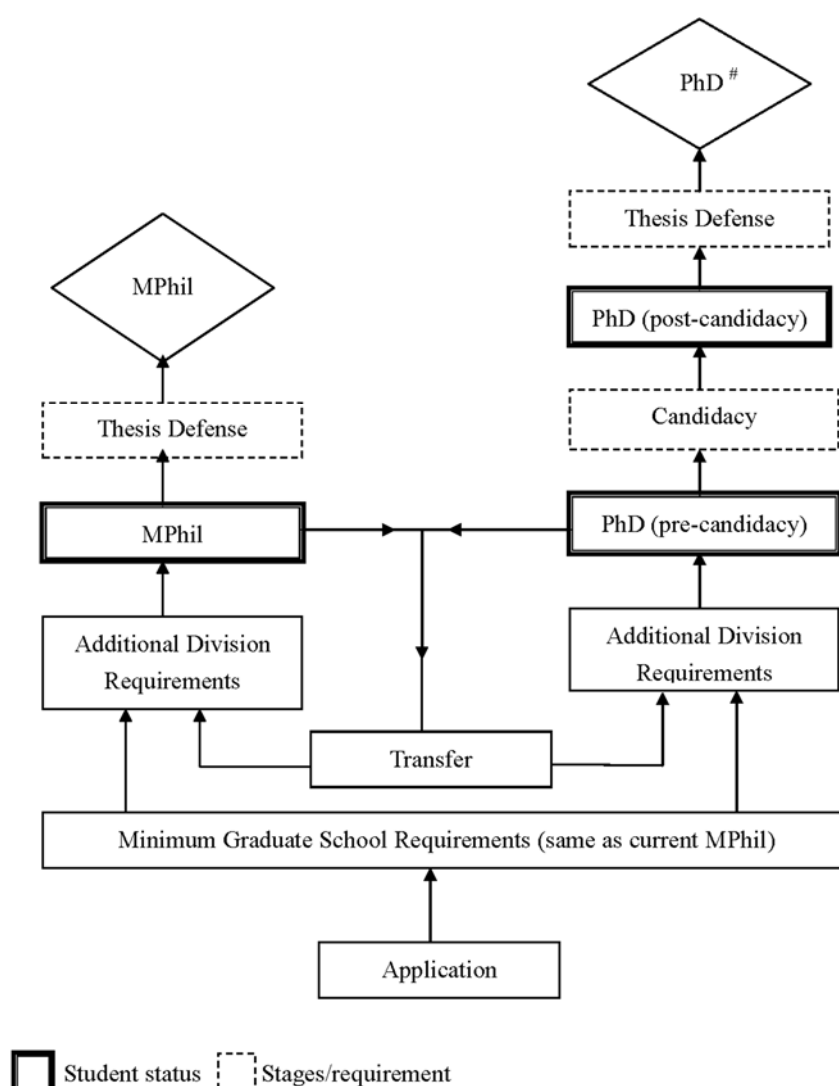 PhD #
Thesis Defense
MPhil
PhD (post-candidacy)
Thesis Defense
Candidacy
MPhil
PhD (pre-candidacy)
Additional Division
Requirements
Additional Division
Requirements
Transfer
Minimum Graduate School Requirements (same as current MPhil)
Application
Student status
Stages/requirement